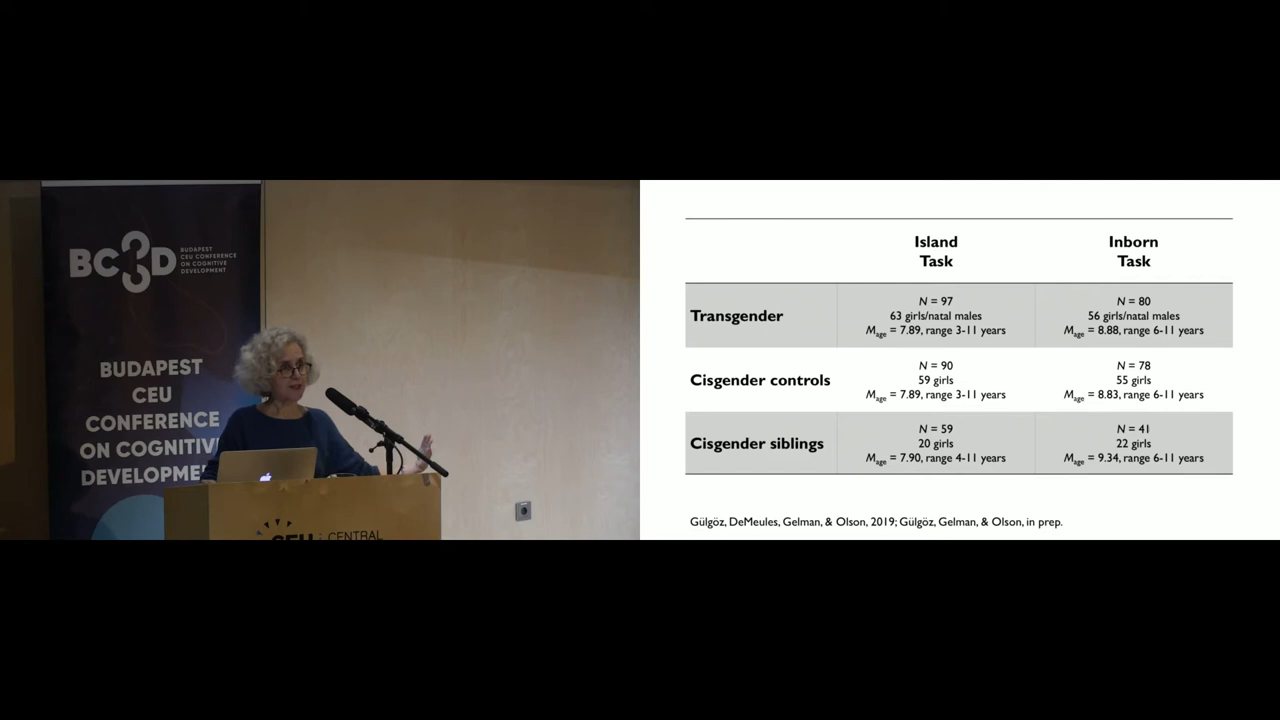 BC3D
BUDAPEST
CEU CONFERENCE
ON COGNITIVE
DEVELOPMENT
BUDAPEST
CEU
CONFERENCE
ON COGNITIV
DEVELOPME
CEU : CENTRAL
Island
Task
Inborn
Task
Transgender
N = 97
63 girls/natal males
Mage = 7.89, range 3-11 years
N = 80
56 girls/natal males
Mage = 8.88, range 6-11 years
Cisgender controls
N = 90
59 girls
Mage = 7.89, range 3-11 years
N = 78
55 girls
Mage = 8.83, range 6-11 years
Cisgender siblings
N = 59
20 girls
Mage = 7.90, range 4-11 years
N = 41
22 girls
Mage = 9.34, range 6-11 years
Gülgöz, DeMeules, Gelman, & Olson, 2019; Gülgöz, Gelman, & Olson, in prep.